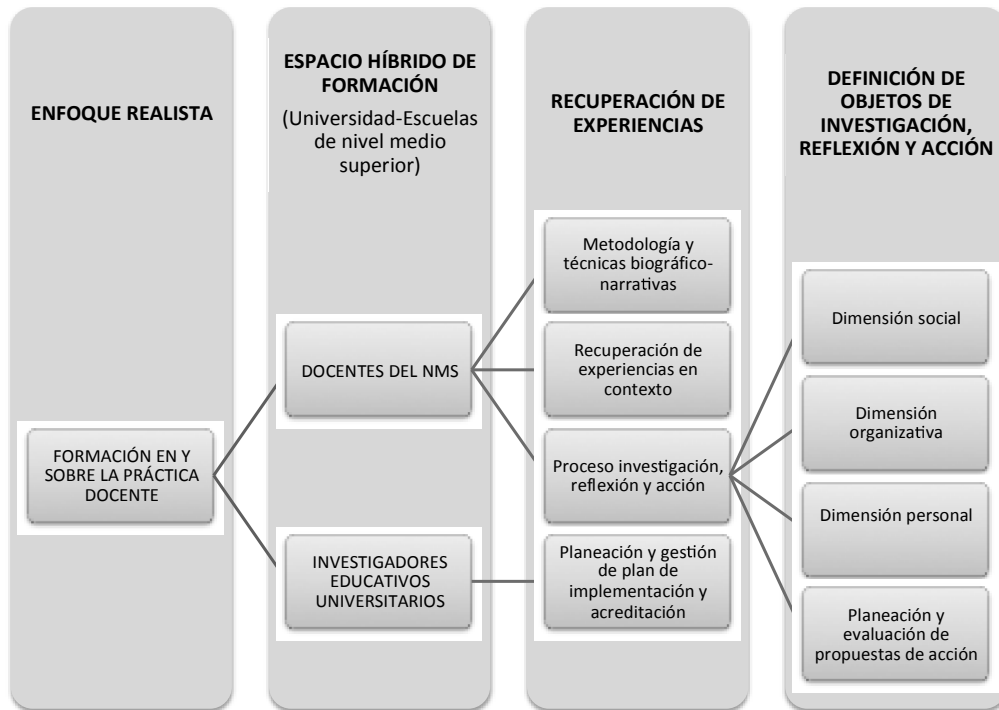 ENFOQUE REALISTA
FORMACIÓN EN Y
SOBRE LA PRÁCTICA
DOCENTE
ESPACIO HÍBRIDO DE
FORMACIÓN
(Universidad-Escuelas
de nivel medio
superior)
DOCENTES DEL NMS
INVESTIGADORES
EDUCATIVOS
UNIVERSITARIOS
RECUPERACIÓN DE
EXPERIENCIAS
Metodología y
técnicas biográfico-
narrativas
Recuperación de
experiencias en
contexto
Proceso investigación,
reflexión y acción
Planeación y gestión
de plan de
implementación y
acreditación
DEFINICIÓN DE
OBJETOS DE
INVESTIGACIÓN,
REFLEXIÓN Y ACCIÓN
Dimensión social
Dimensión
organizativa
Dimensión personal
Planeación y
evaluación de
propuestas de acción